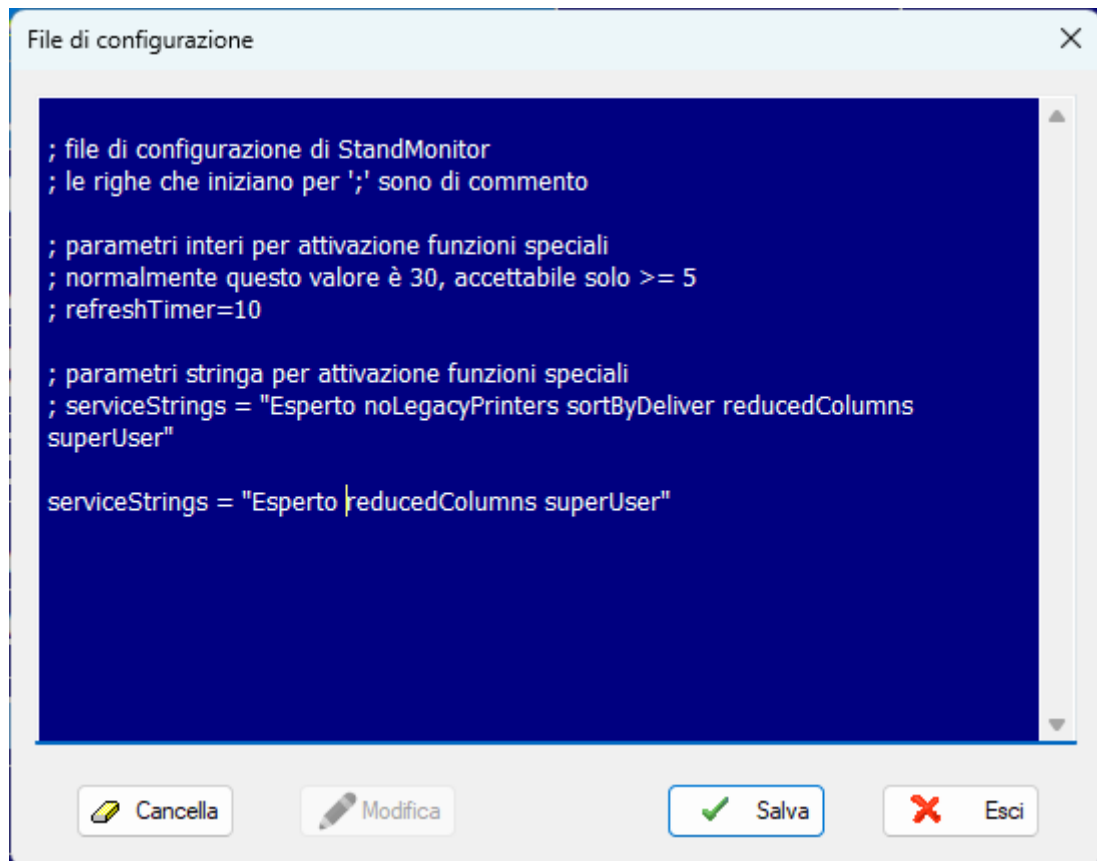 File di configurazione
; file di configurazione di StandMonitor
; le righe che iniziano per ';' sono di commento
; parametri interi per attivazione funzioni speciali
; normalmente questo valore è 30, accettabile solo >= 5
; refreshTimer=10
; parametri stringa per attivazione funzioni speciali
; serviceStrings = "Esperto noLegacyPrinters sortByDeliver reducedColumns
superUser"
serviceStrings = "Esperto reducedColumns superUser"
Cancella
Modifica
Salva
Esci